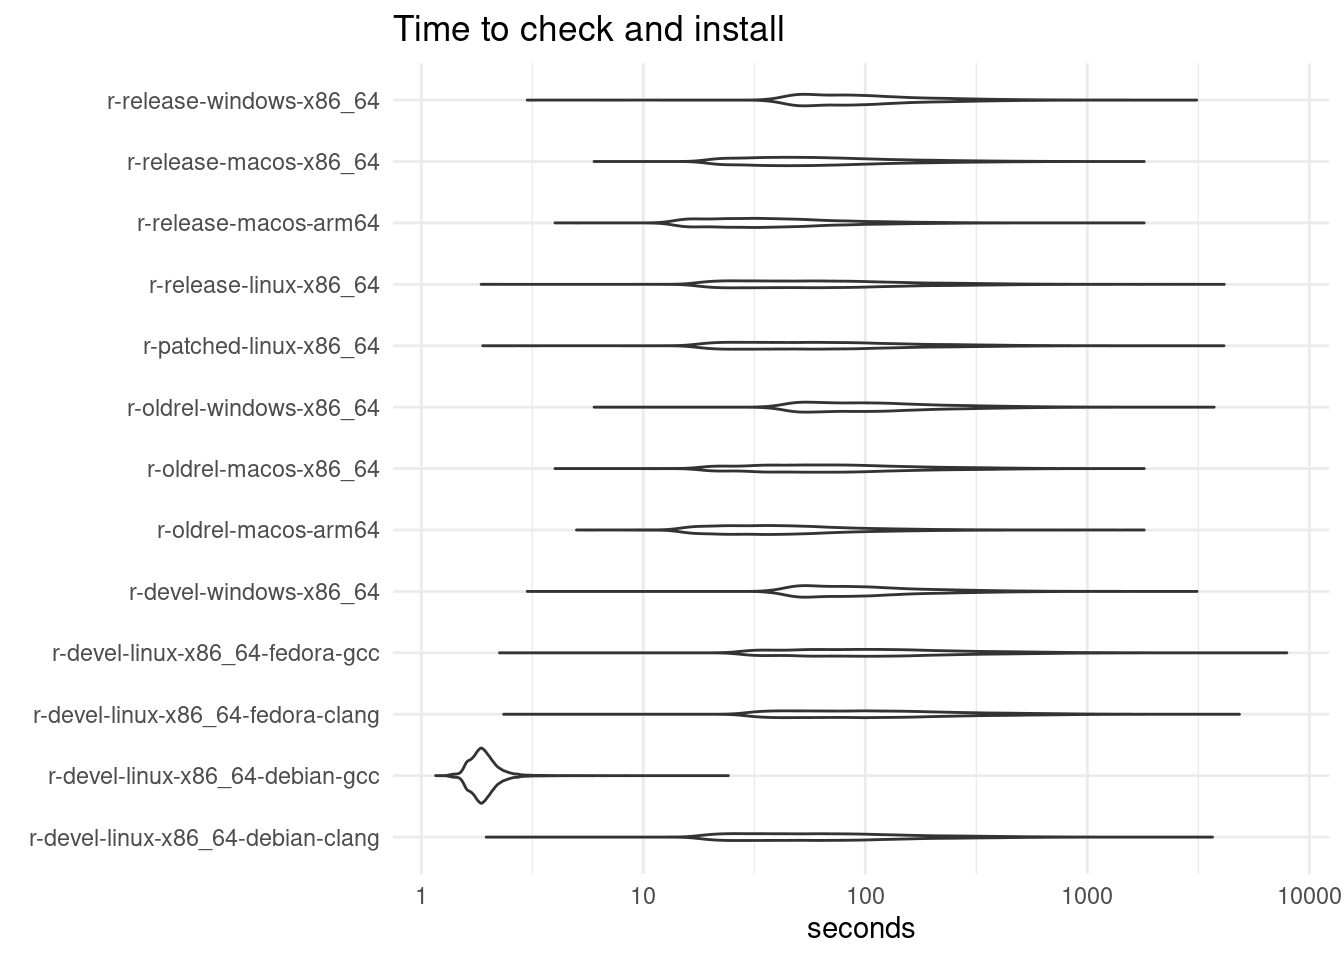 Time to check and install
r-release-windows-x86_64
r-release-macos-x86_64
r-release-macos-arm64
r-release-linux-x86_64
r-patched-linux-x86_64
r-oldrel-windows-x86_64
r-oldrel-macos-x86_64
r-oldrel-macos-arm64
r-devel-windows-x86_64
r-devel-linux-x86_64-fedora-gcc
r-devel-linux-x86_64-fedora-clang
r-devel-linux-x86_64-debian-gcc
r-devel-linux-x86_64-debian-clang
1 10 100 1000 10000
seconds